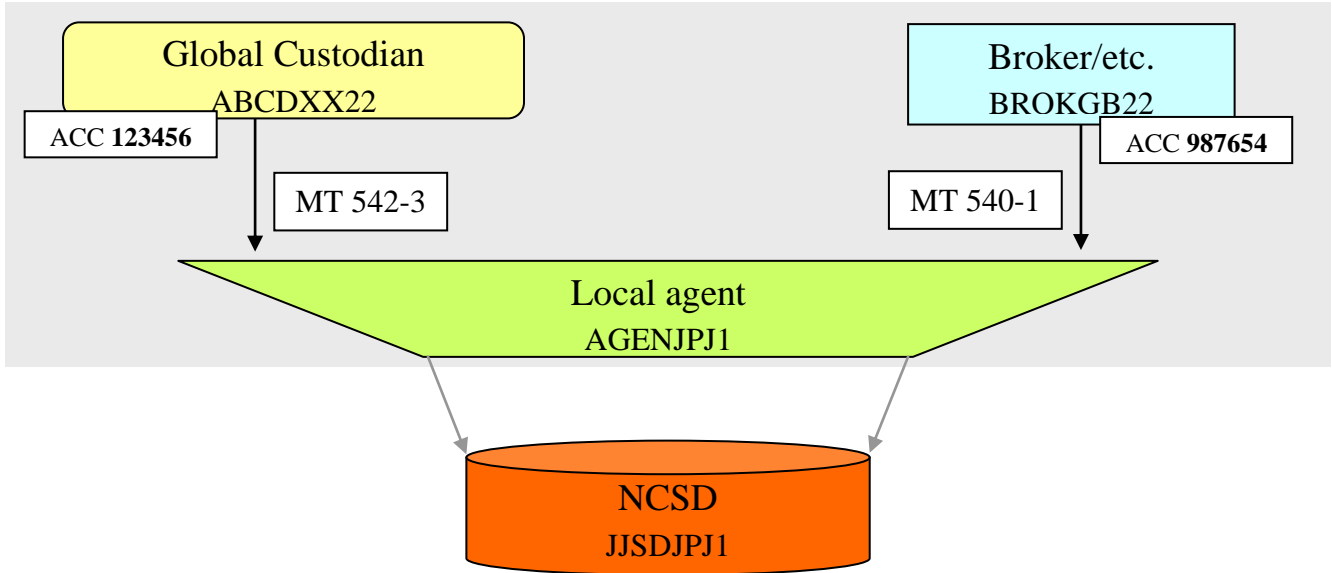 Global Custodian
ABCDXX22
ACC 123456
Broker/etc.
BROKGB22
ACC 987654
MT 542-3
MT 540-1
Local agent
AGENJPJ1
NCSD
JJSDJPJ1